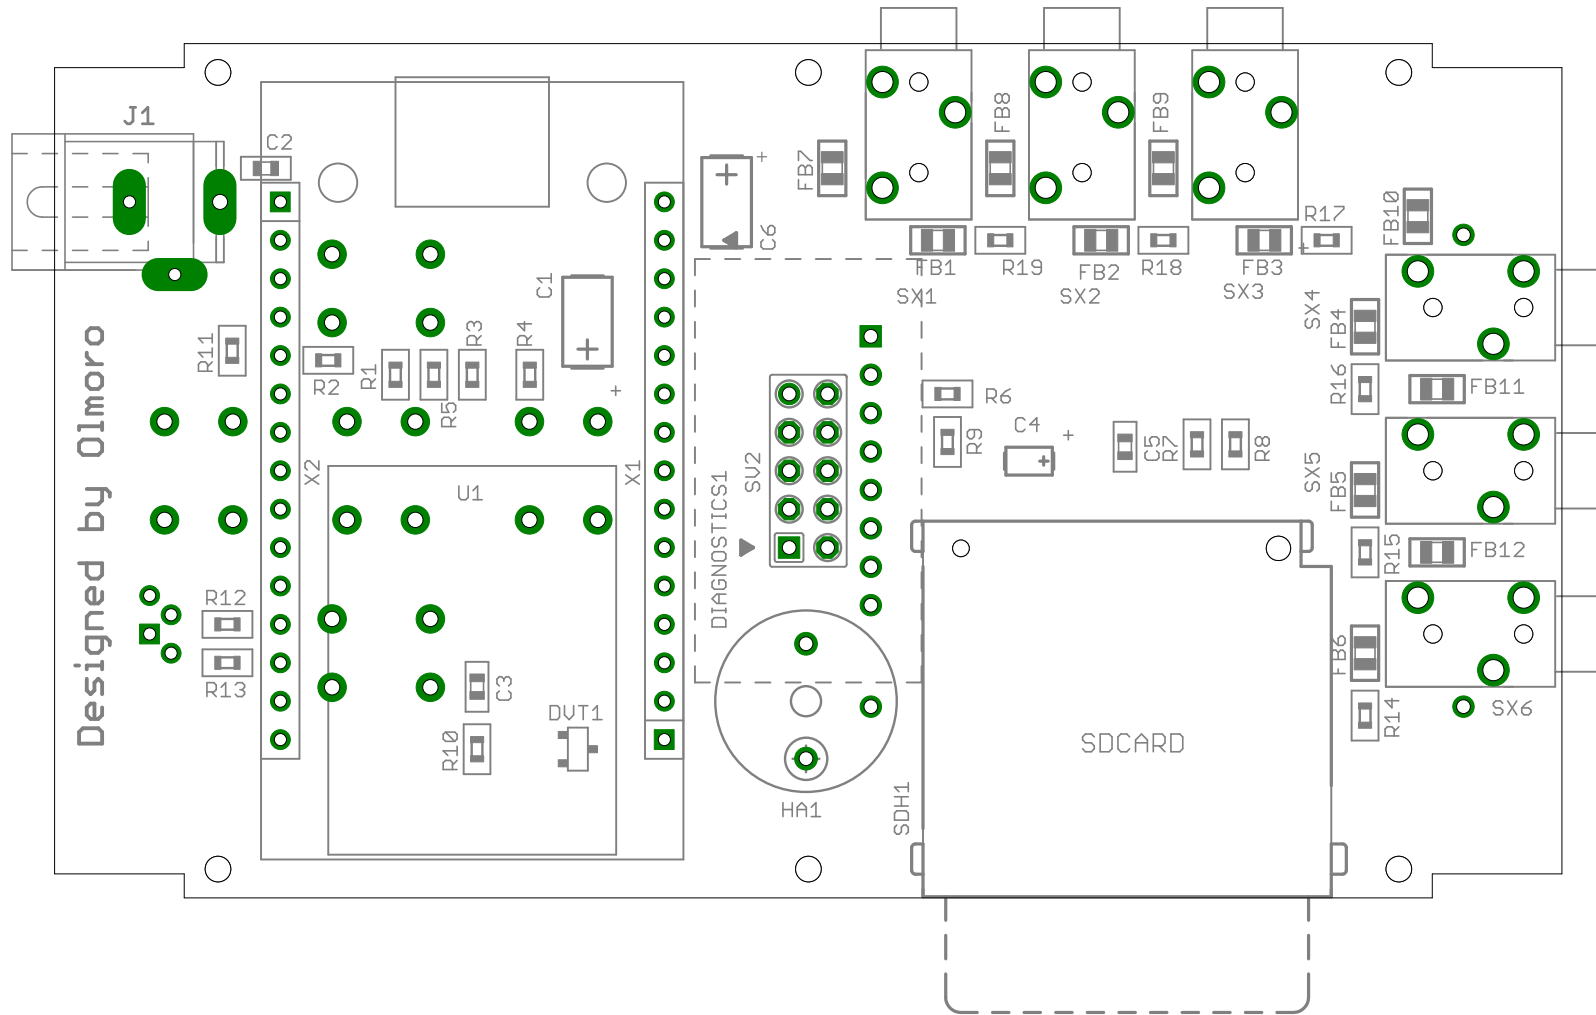 J1
C2
FB7
FB8
FB9
C6
FB10
R17
FB1
R19
FB2
R18
FB3
SX1
SX2
SX3
SX4
FB4
C1
R11
R2
R1
R3
R5
R4
R6
R16
FB11
C4
R9
C5
R7
R8
SX5
FB5
X2
U1
X1
SV2
DIAGNOSTICS1
R15
FB12
Designed by Olmoro
R12
R13
C3
R10
DVT1
FB6
R14
SX6
SDCARD
HA1
SDH1